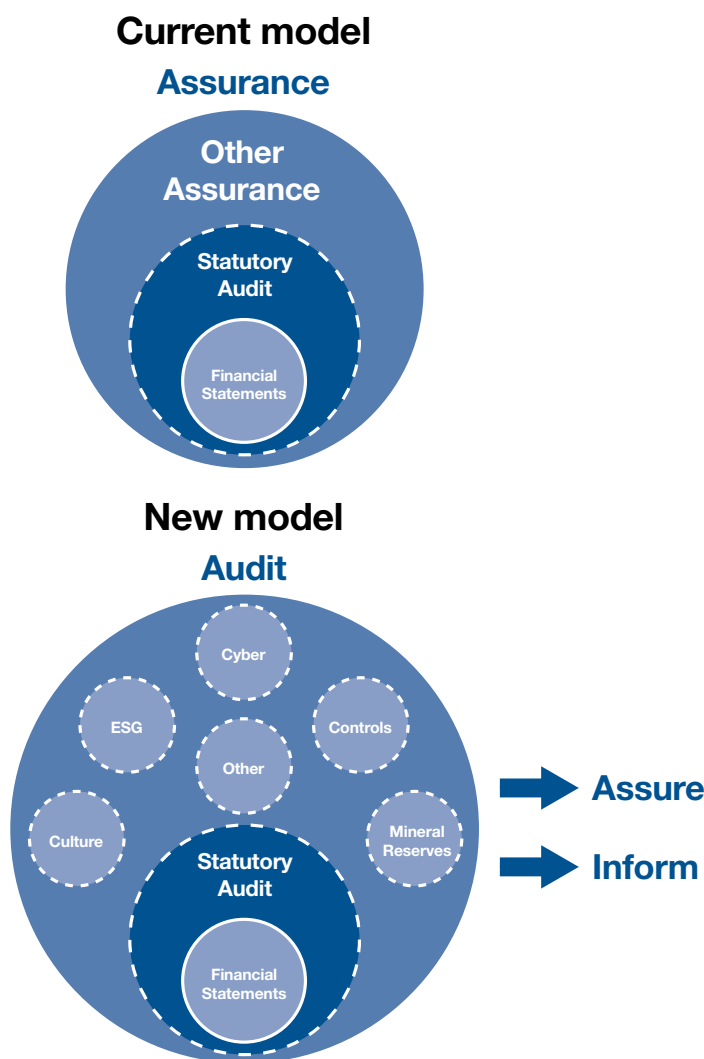 Current model
Assurance
Other
Assurance
Statutory
Audit
Financial
Statements
New model
Audit
Cyber
ESG
Controls
Other
Culture
Mineral
Reserves
Statutory
Audit
Financial
Statements
Assure
Inform